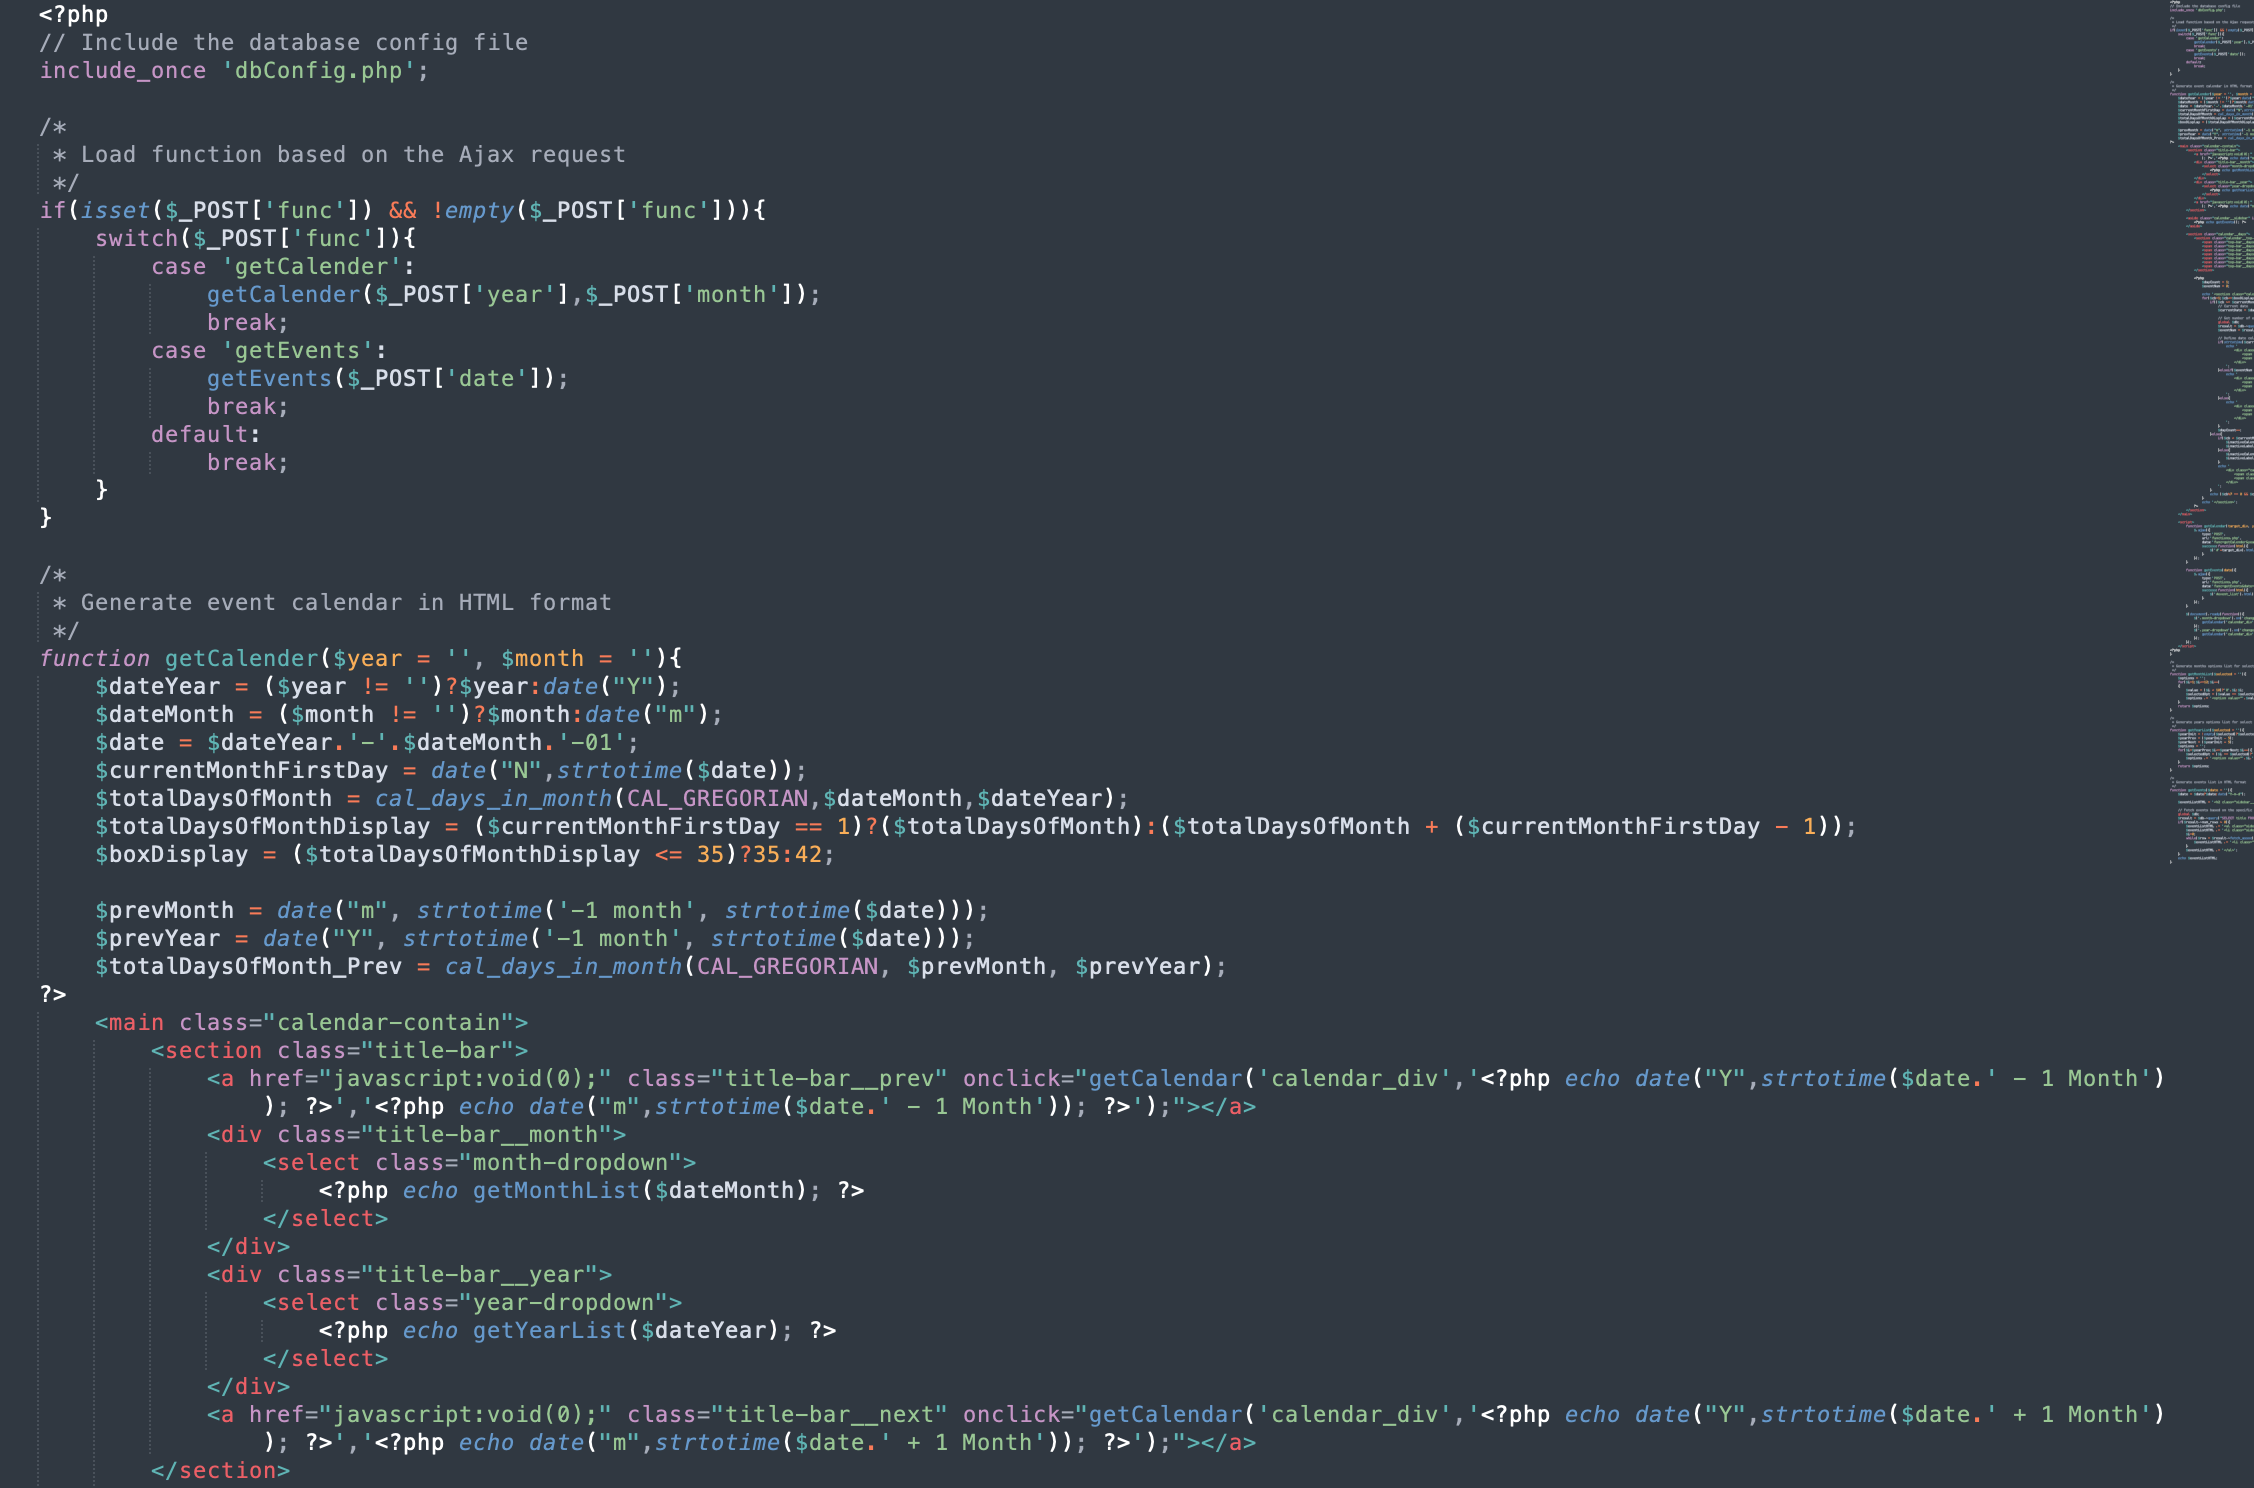 <?php
// Include the database config file
include_once 'dbConfig.php';
/*
* Load function based on the Ajax request
*/
if(isset($_POST['func']) && !empty($_POST['func'])){
switch($_POST['func']){
case 'getCalender':
getCalender($_POST['year'],$_POST['month']);
break;
case 'getEvents':
getEvents($_POST['date']);
break;
default:
break;
}
}
/*
* Generate event calendar in HTML format
*/
function getCalender($year = '', $month = ''){
$dateYear = ($year != '')?$year:date("Y");
$dateMonth = ($month != '')?$month:date("m");
$date = $dateYear.'-'.$dateMonth.'-01';
$currentMonthFirstDay = date("N",strtotime($date));
$totalDaysOfMonth = cal_days_in_month(CAL_GREGORIAN,$dateMonth,$dateYear);
$totalDaysOfMonthDisplay = ($currentMonthFirstDay == 1)?($totalDaysOfMonth):($totalDaysOfMonth + ($currentMonthFirstDay - 1));
$boxDisplay = ($totalDaysOfMonthDisplay <= 35)?35:42;
$prevMonth = date("m", strtotime('-1 month', strtotime($date)));
$prevYear = date("Y", strtotime('-1 month', strtotime($date)));
$totalDaysOfMonth_Prev = cal_days_in_month(CAL_GREGORIAN, $prevMonth, $prevYear);
?>
<main class="calendar-contain">
<section class="title-bar">
<a href="javascript:void(0);" class="title-bar__prev" onclick="getCalendar('calendar_div','<?php echo date("Y",strtotime($date.' - 1 Month')
); ?>','<?php echo date("m",strtotime($date.' - 1 Month')); ?>');"></a>
<div class="title-bar__month">
<select class="month-dropdown">
<?php echo getMonthList($dateMonth); ?>
</select>
</div>
<div class="title-bar__year">
<select class="year-dropdown">
<?php echo getYearList($dateYear); ?>
</select>
</div>
<a href="javascript:void(0);" class="title-bar__next" onclick="getCalendar('calendar_div','<?php echo date("Y",strtotime($date.' + 1 Month')
); ?>','<?php echo date("m",strtotime($date.' + 1 Month')); ?>');"></a>
</section>